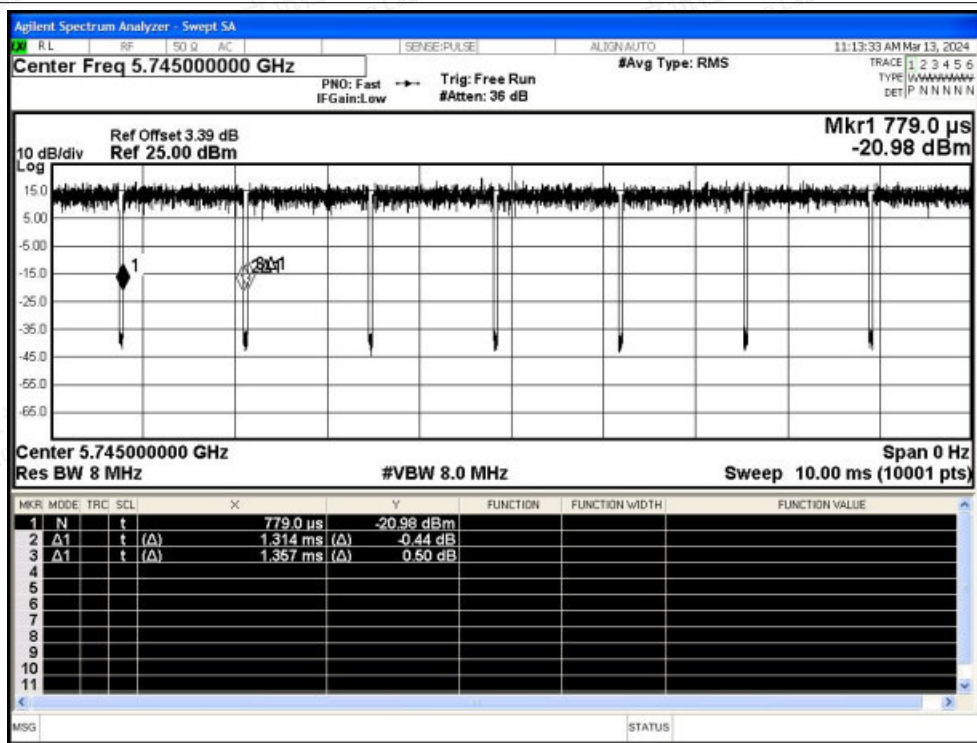 Agilent Spectrum Analyzer - Swept SA
RL RF 50 Ω AC SENSE:PULSE ALIGN AUTO 11:13:33 AM Mar 13, 2024
Center Freq 5.745000000 GHz #Avg Type: RMS TRACE 1 2 3 4 5 6
PNO: Fast Trig: Free Run TYPE
IFGain:Low #Atten: 36 dB DET P N N N N N
Mkr1 779.0 µs
Ref Offset 3.39 dB
10 dB/div Ref 25.00 dBm -20.98 dBm
Log
15.0
5.00
-5.00
1
-15.0
-25.0
-35.0
-45.0
-55.0
-65.0
Center 5.745000000 GHz Span 0 Hz
Res BW 8 MHz #VBW 8.0 MHz Sweep 10.00 ms (10001 pts)
MKR MODE TRC SCL X Y FUNCTION FUNCTION WIDTH FUNCTION VALUE
1 N t 779.0 µs -20.98 dBm
2 Δ1 t (Δ) 1.314 ms (Δ) -0.44 dB
3 Δ1 t (Δ) 1.357 ms (Δ) 0.50 dB
4
5
6
7
8
9
10
11
MSG STATUS